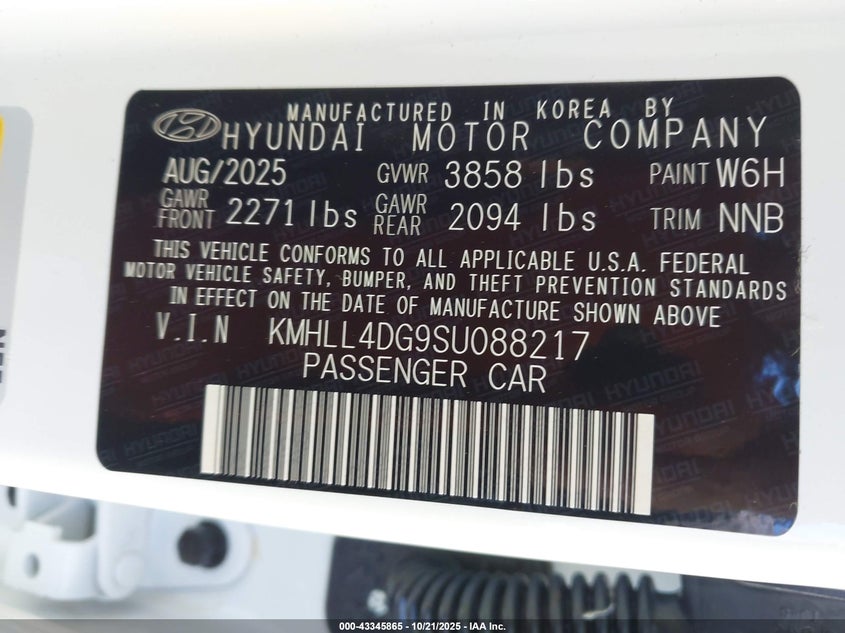 MANUFACTURED IN KOREA BY
HYUNDAI MOTOR COMPANY
AUG/2025 GVWR 3858 lbs PAINT W6H
GAWR FRONT 2271 lbs GAWR REAR 2094 lbs TRIM NNB
THIS VEHICLE CONFORMS TO ALL APPLICABLE U.S.A. FEDERAL
MOTOR VEHICLE SAFETY, BUMPER, AND THEFT PREVENTION STANDARDS
IN EFFECT ON THE DATE OF MANUFACTURE SHOWN ABOVE
V.I.N KMHLL4DG9SU088217
PASSENGER CAR
000-43345865 / 10/21/2025 - IAA Inc.